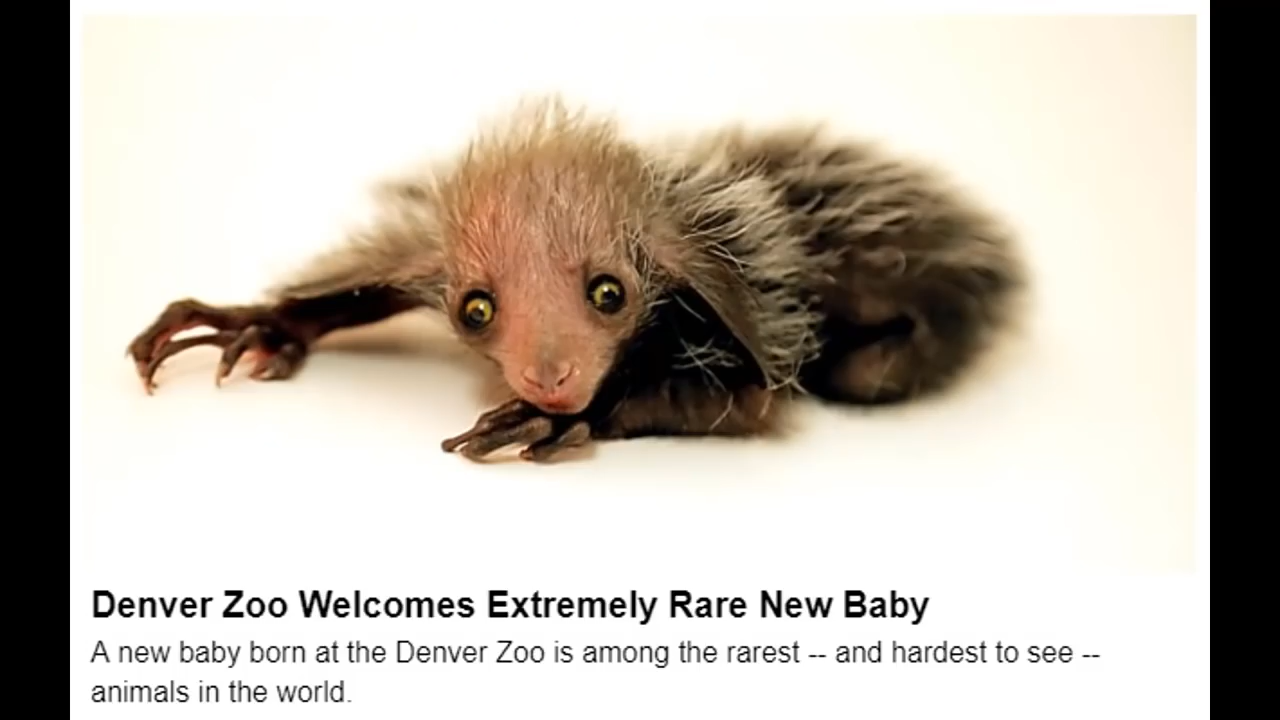 Denver Zoo Welcomes Extremely Rare New Baby
A new baby born at the Denver Zoo is among the rarest -- and hardest to see --
animals in the world.